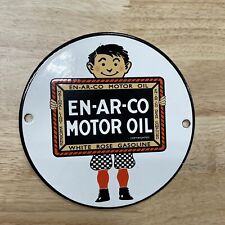 EN-AR-CO MOTOR OIL
EN-AR-CO
MOTOR OIL
WHITE ROSE GASOLINE